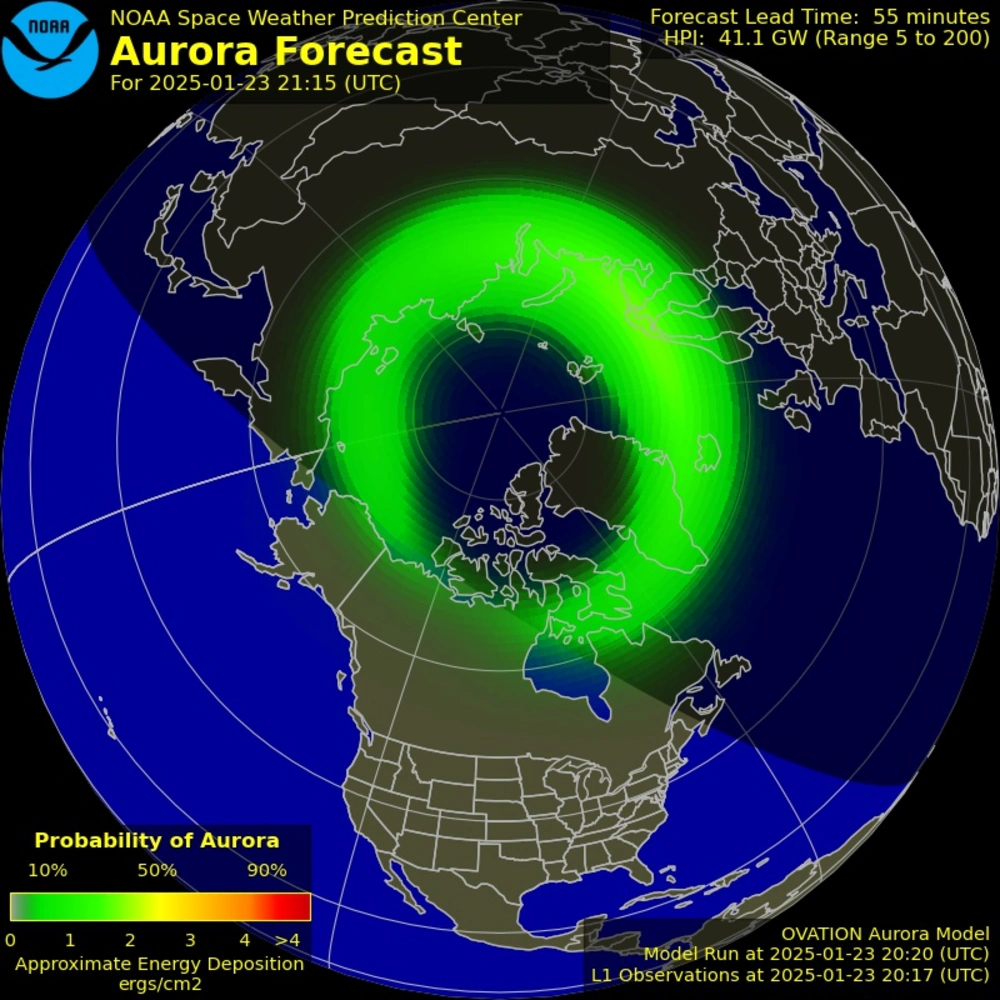 NOAA
NOAA Space Weather Prediction Center
Aurora Forecast
For 2025-01-23 21:15 (UTC)
Forecast Lead Time: 55 minutes
HPI: 41.1 GW (Range 5 to 200)
Probability of Aurora
10% 50% 90%
0 1 2 3 4 >4
Approximate Energy Deposition
ergs/cm2
OVATION Aurora Model
Model Run at 2025-01-23 20:20 (UTC)
L1 Observations at 2025-01-23 20:17 (UTC)